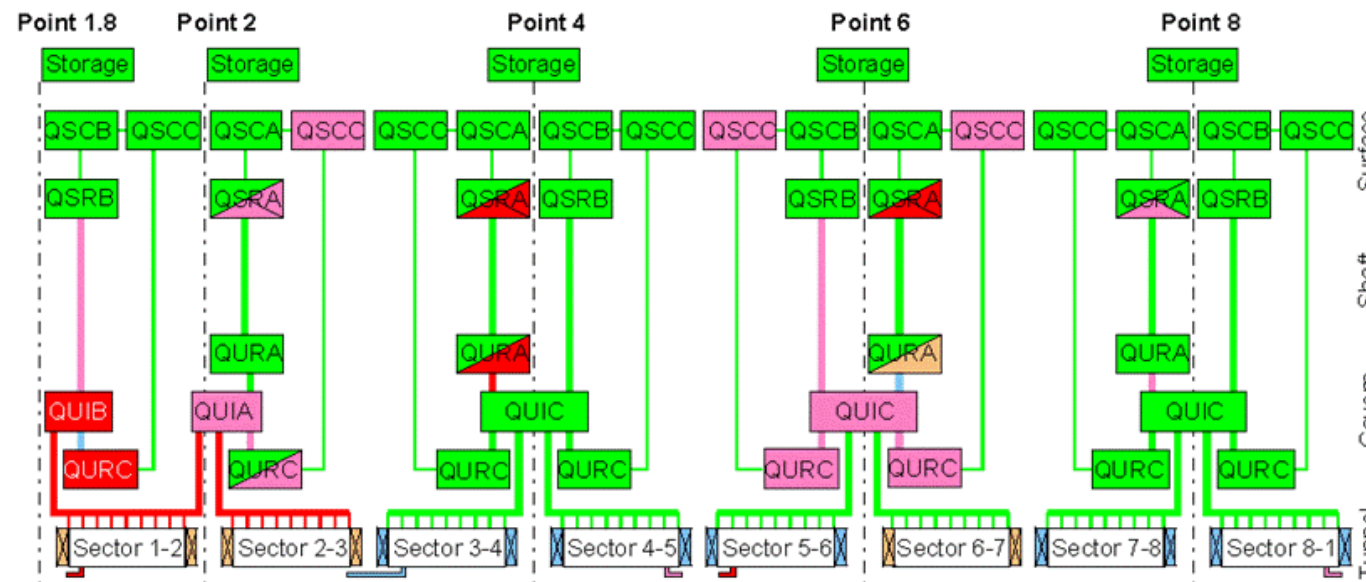 Point 1.8 Point 2 Point 4 Point 6 Point 8
Storage Storage Storage Storage Storage
QSCB QSCC QSCA QSCC QSCC QSCA QSCB QSCC QSCC QSCB QSCA QSCC QSCC QSCA QSCB QSCC
Surface
QSRB QSRA QSRA QSRB QSRB QSRA QSRA QSRB
Shaft
QURA QURA QURA QURA
QUIB QUIA QUIC QUIC QUIC
Cavern
QURC QURC QURC QURC QURC QURC QURC QURC
Sector 1-2 Sector 2-3 Sector 3-4 Sector 4-5 Sector 5-6 Sector 6-7 Sector 7-8 Sector 8-1
Tunnel